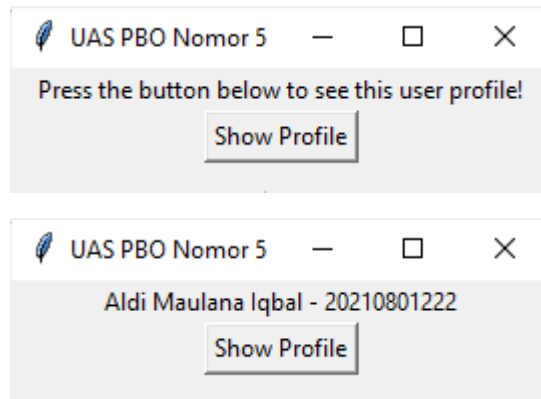 UAS PBO Nomor 5
Press the button below to see this user profile!
Show Profile
UAS PBO Nomor 5
Aldi Maulana Iqbal - 20210801222
Show Profile